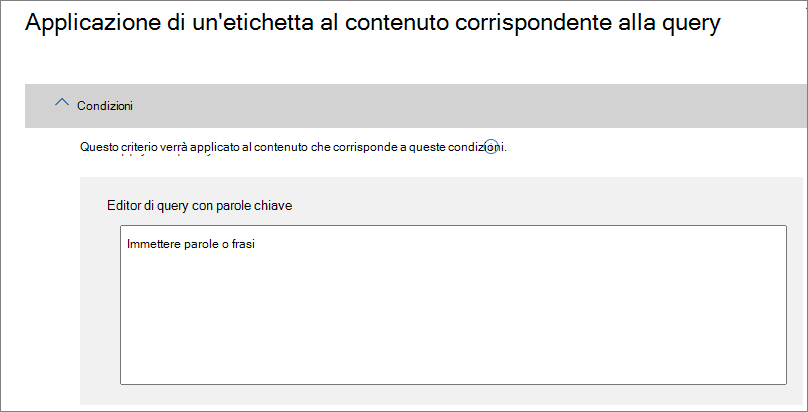 Applicazione di un'etichetta al contenuto corrispondente alla query
Condizioni
Questo criterio verrà applicato al contenuto che corrisponde a queste condizioni.
Editor di query con parole chiave
Immettere parole o frasi